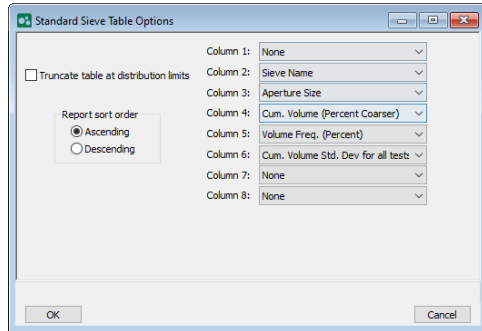 Standard Sieve Table Options
Column 1: None
Truncate table at distribution limits
Column 2: Sieve Name
Column 3: Aperture Size
Report sort order
Column 4: Cum. Volume (Percent Coarser)
Ascending
Column 5: Volume Freq. (Percent)
Descending
Column 6: Cum. Volume Std. Dev for all tests
Column 7: None
Column 8: None
OK
Cancel